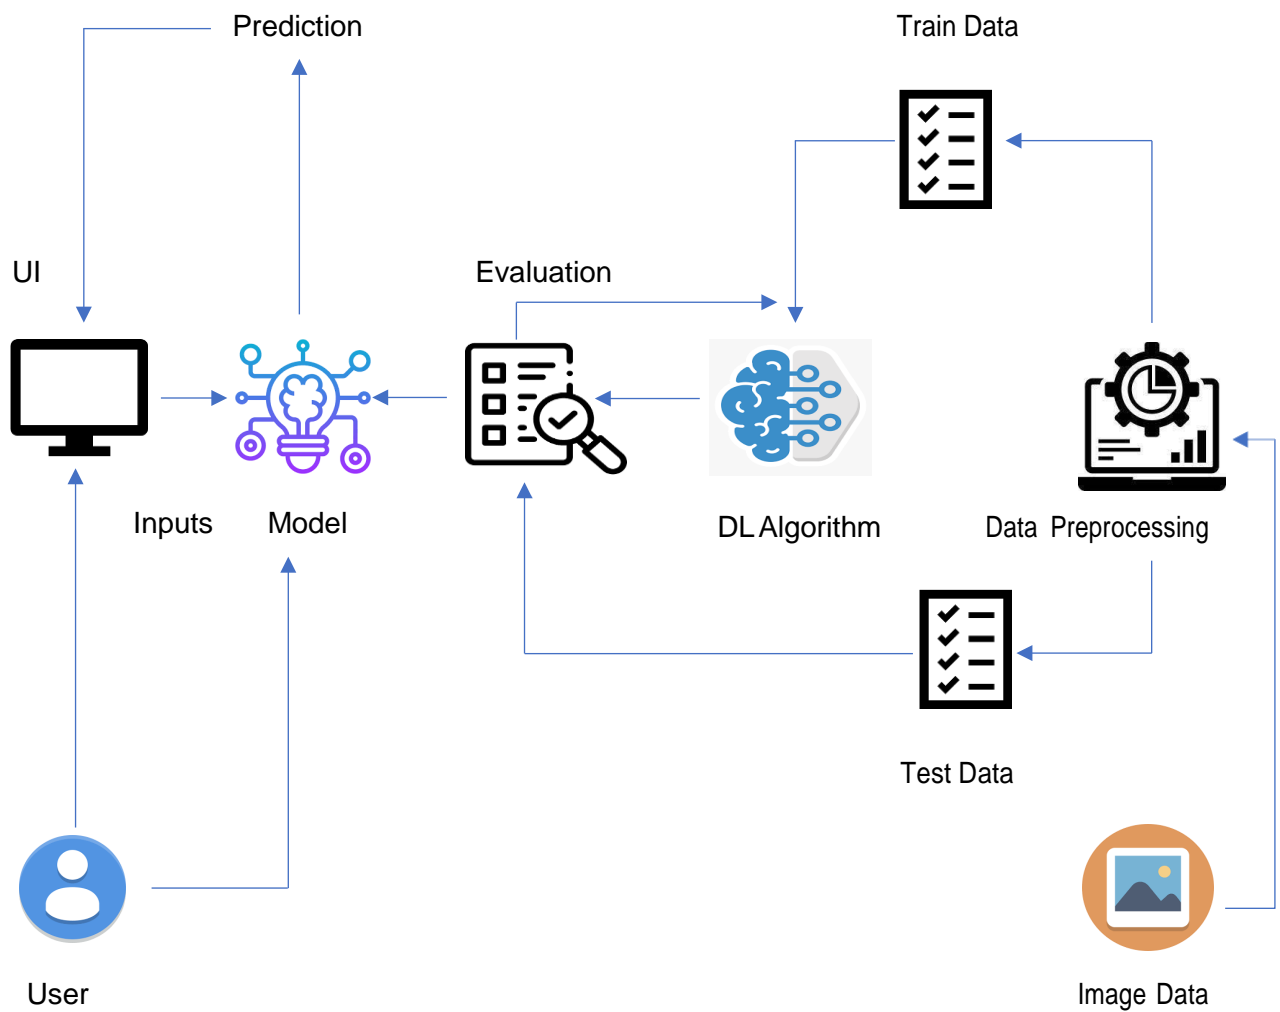 Prediction
Train Data
UI
Evaluation
Inputs
Model
DL Algorithm
Data Preprocessing
Test Data
User
Image Data